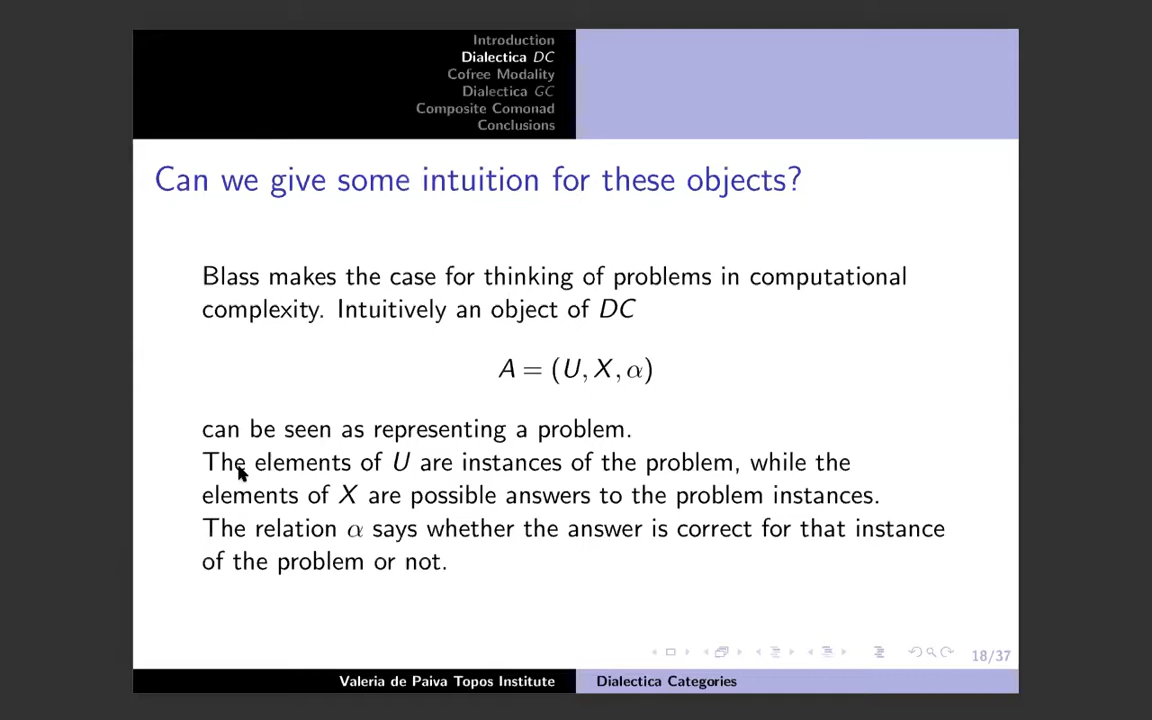 Introduction
Dialectica DC
Cofree Modality
Dialectica GC
Composite Comonad
Conclusions
Can we give some intuition for these objects?
Blass makes the case for thinking of problems in computational
complexity. Intuitively an object of DC
A = (U, X, α)
can be seen as representing a problem.
The elements of U are instances of the problem, while the
elements of X are possible answers to the problem instances.
The relation α says whether the answer is correct for that instance
of the problem or not.
18/37
Valeria de Paiva Topos Institute
Dialectica Categories